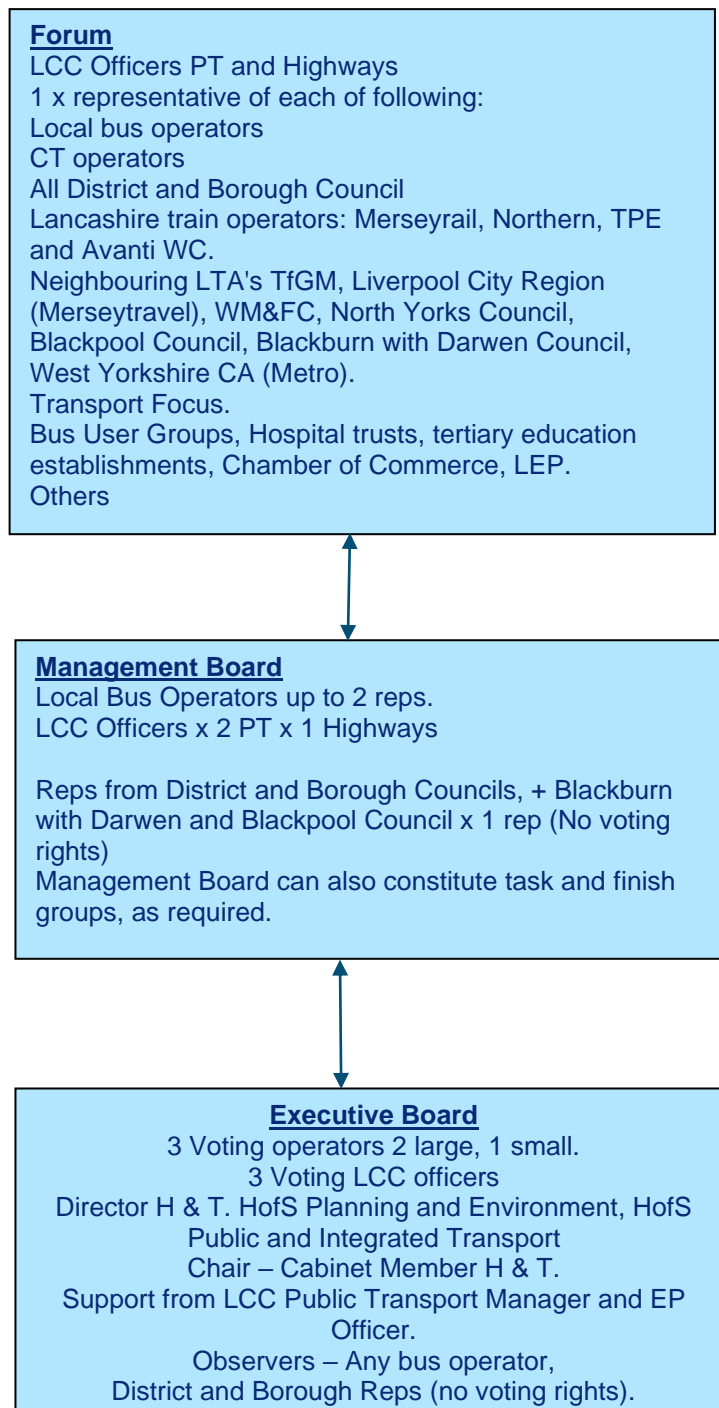 Forum
LCC Officers PT and Highways
1 x representative of each of following:
Local bus operators
CT operators
All District and Borough Council
Lancashire train operators: Merseyrail, Northern, TPE
and Avanti WC.
Neighbouring LTA's TfGM, Liverpool City Region
(Merseytravel), WM&FC, North Yorks Council,
Blackpool Council, Blackburn with Darwen Council,
West Yorkshire CA (Metro).
Transport Focus.
Bus User Groups, Hospital trusts, tertiary education
establishments, Chamber of Commerce, LEP.
Others
Management Board
Local Bus Operators up to 2 reps.
LCC Officers x 2 PT x 1 Highways
Reps from District and Borough Councils, + Blackburn
with Darwen and Blackpool Council x 1 rep (No voting
rights)
Management Board can also constitute task and finish
groups, as required.
Executive Board
3 Voting operators 2 large, 1 small.
3 Voting LCC officers
Director H & T. HofS Planning and Environment, HofS
Public and Integrated Transport
Chair – Cabinet Member H & T.
Support from LCC Public Transport Manager and EP
Officer.
Observers – Any bus operator,
District and Borough Reps (no voting rights).